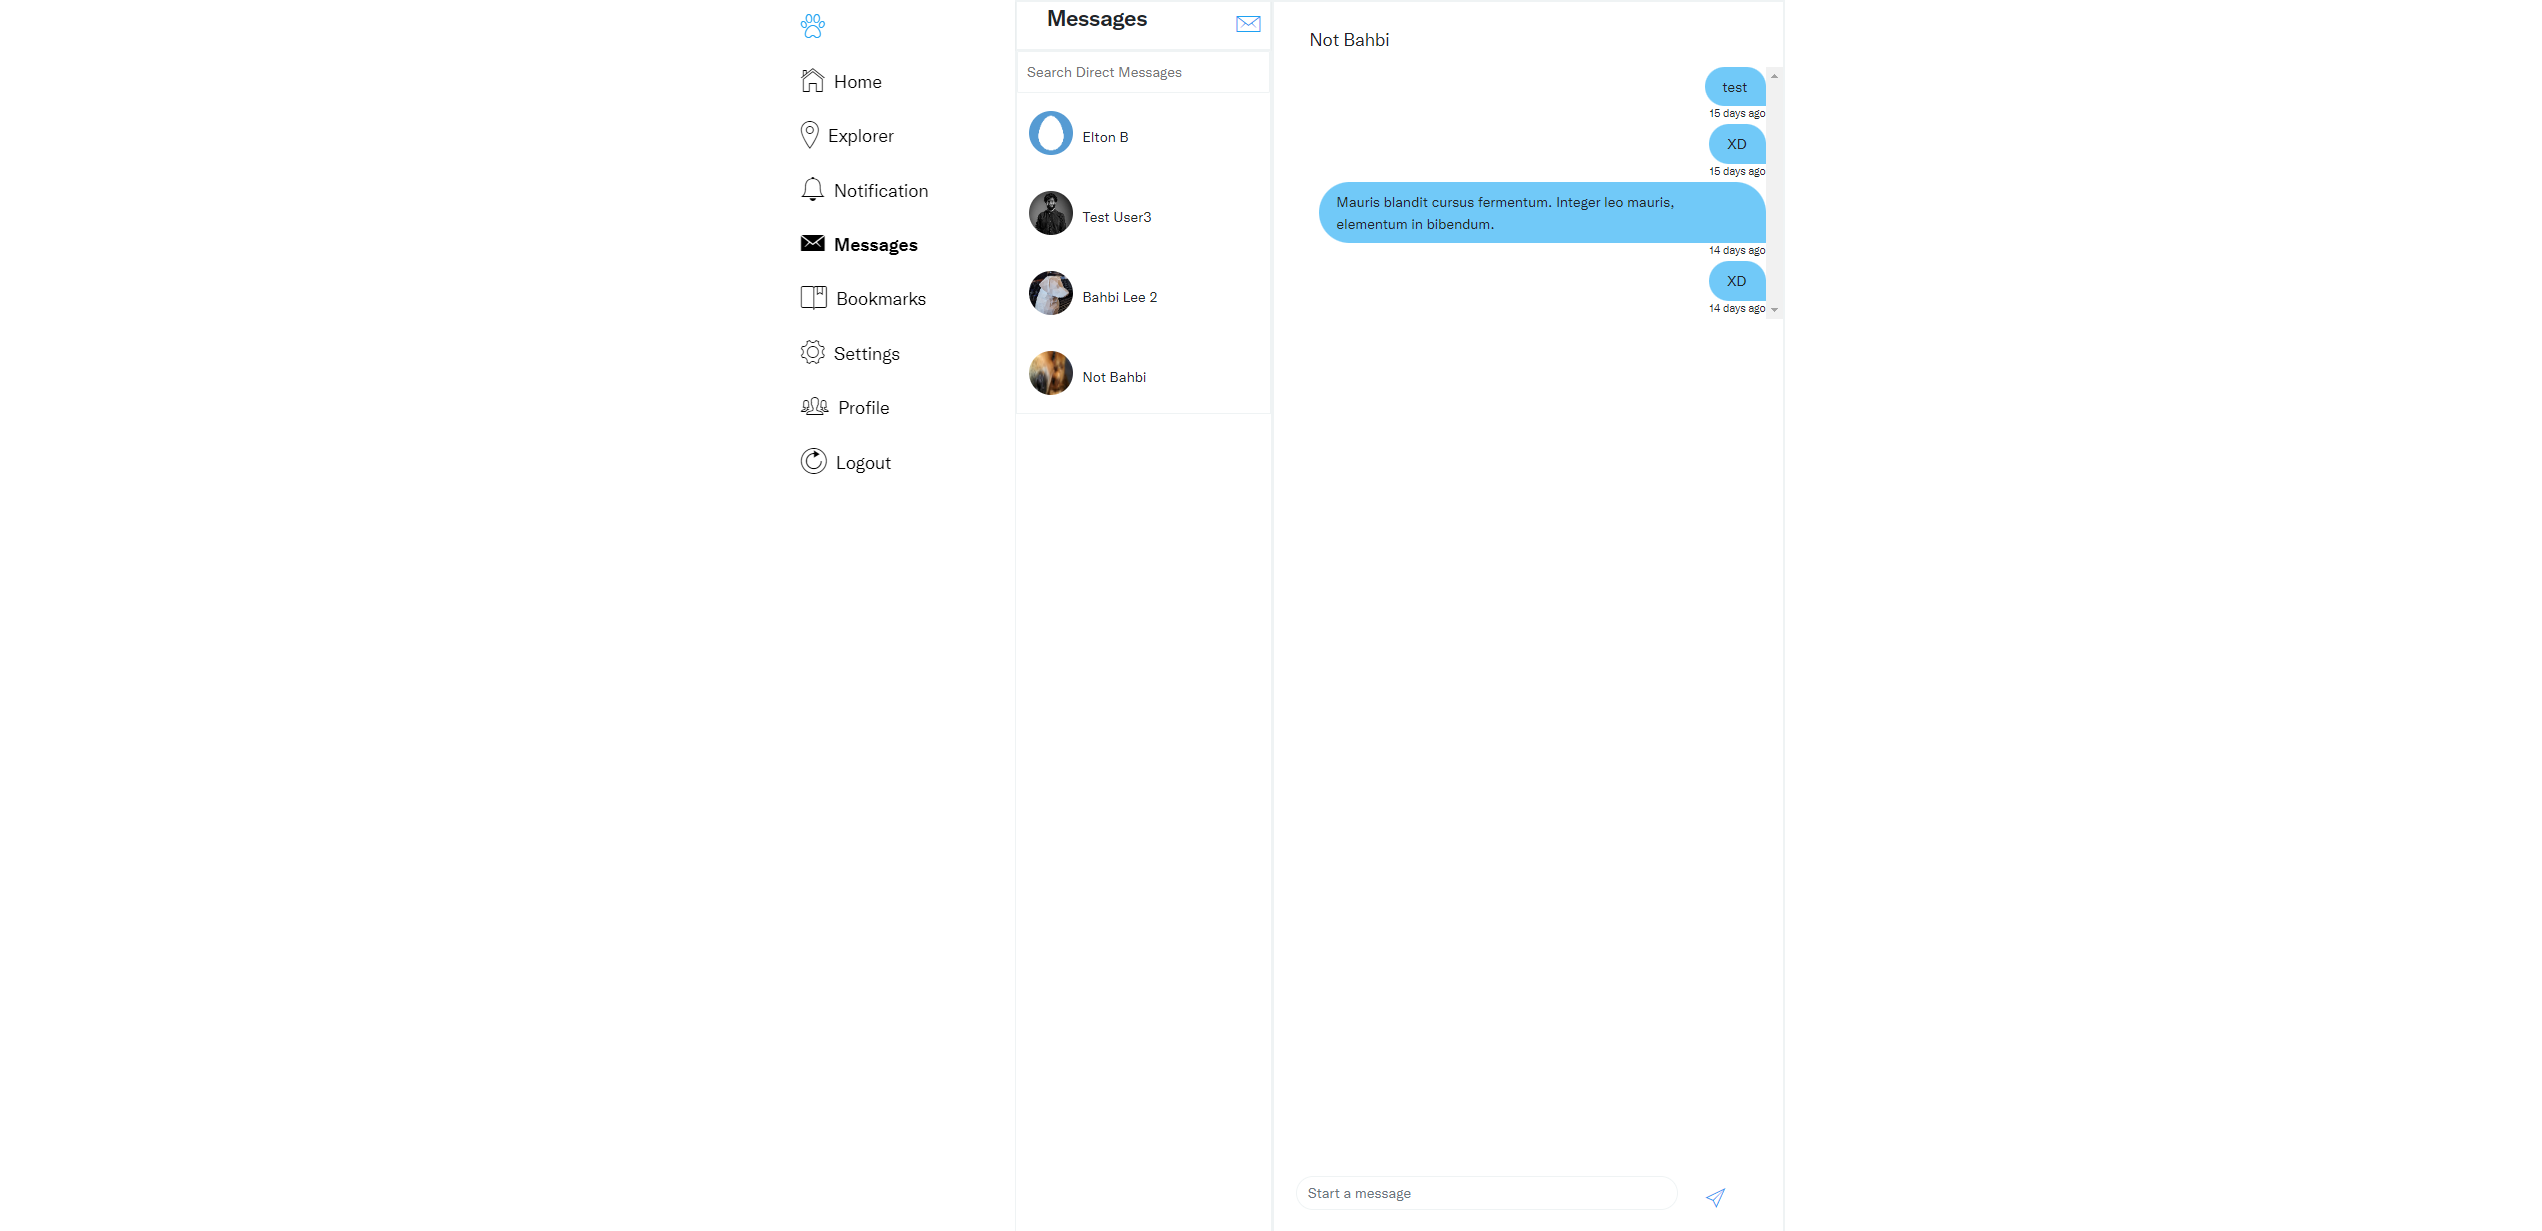 Home
Explorer
Notification
Messages
Bookmarks
Settings
Profile
Logout
Messages
Search Direct Messages
Elton B
Test User3
Bahbi Lee 2
Not Bahbi
Not Bahbi
test
15 days ago
XD
15 days ago
Mauris blandit cursus fermentum. Integer leo mauris,
elementum in bibendum.
14 days ago
XD
14 days ago
Start a message